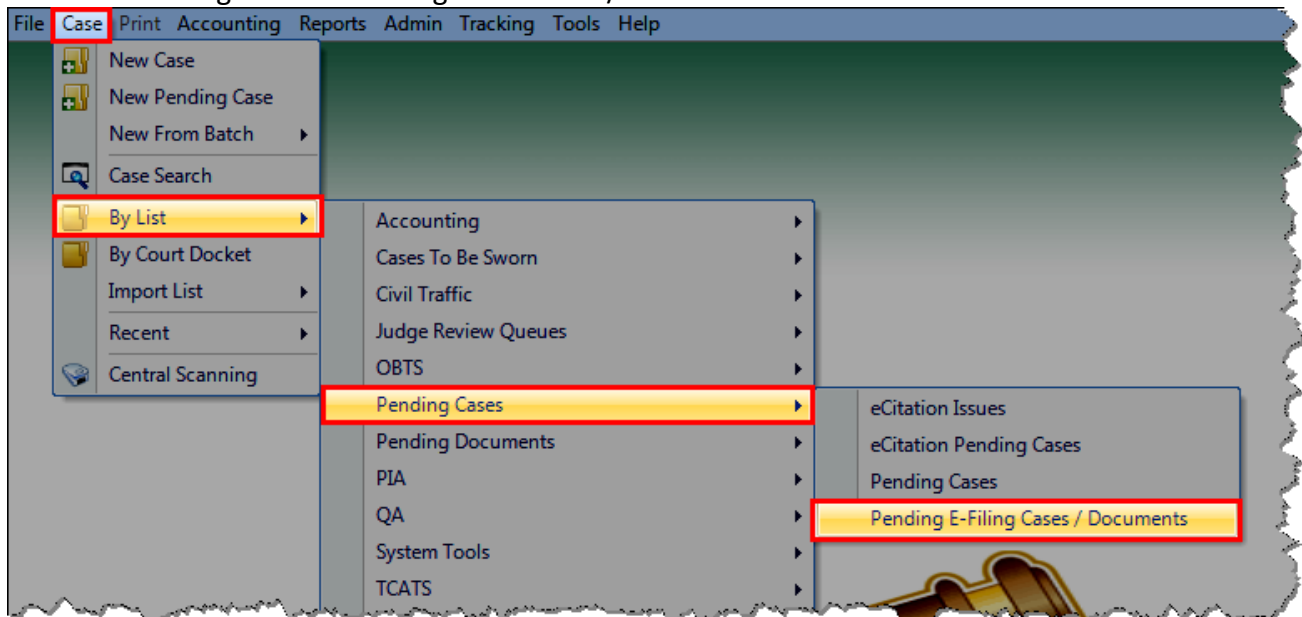 File Case Print Accounting Reports Admin Tracking Tools Help
New Case
New Pending Case
New From Batch
Case Search
By List
By Court Docket
Import List
Recent
Central Scanning
Accounting
Cases To Be Sworn
Civil Traffic
Judge Review Queues
OBTS
Pending Cases
Pending Documents
PIA
QA
System Tools
TCATS
eCitation Issues
eCitation Pending Cases
Pending Cases
Pending E-Filing Cases / Documents